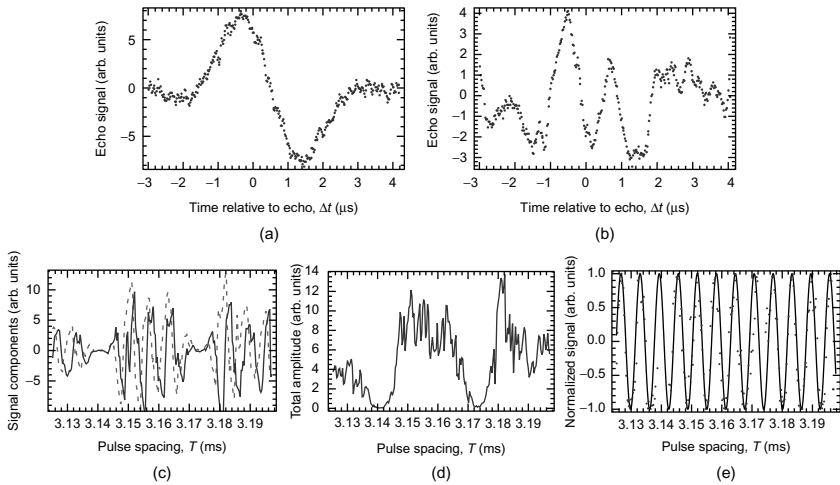 Echo signal (arb. units)
5
0
−5
−3 −2 −1 0 1 2 3 4
Time relative to echo, Δt (μs)
(a)
Echo signal (arb. units)
4
3
2
1
0
−1
−2
−3
−3 −2 −1 0 1 2 3 4
Time relative to echo, Δt (μs)
(b)
Signal components (arb. units)
10
5
0
−5
3.13 3.14 3.15 3.16 3.17 3.18 3.19
Pulse spacing, T (ms)
(c)
Total amplitude (arb. units)
14
12
10
8
6
4
2
0
3.13 3.14 3.15 3.16 3.17 3.18 3.19
Pulse spacing, T (ms)
(d)
Normalized signal (arb. units)
1.0
0.5
0.0
−0.5
−1.0
3.13 3.14 3.15 3.16 3.17 3.18 3.19
Pulse spacing, T (ms)
(e)